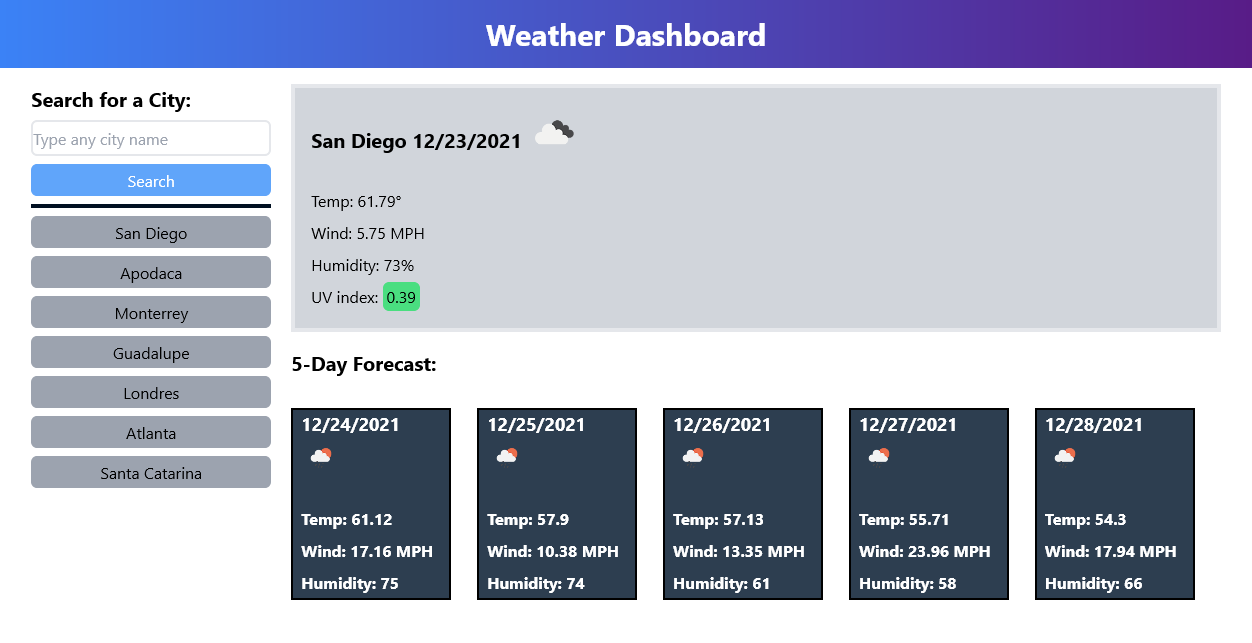 Weather Dashboard
Search for a City:
Type any city name
Search
San Diego
Apodaca
Monterrey
Guadalupe
Londres
Atlanta
Santa Catarina
San Diego 12/23/2021
Temp: 61.79°
Wind: 5.75 MPH
Humidity: 73%
UV index: 0.39
5-Day Forecast:
12/24/2021
Temp: 61.12
Wind: 17.16 MPH
Humidity: 75
12/25/2021
Temp: 57.9
Wind: 10.38 MPH
Humidity: 74
12/26/2021
Temp: 57.13
Wind: 13.35 MPH
Humidity: 61
12/27/2021
Temp: 55.71
Wind: 23.96 MPH
Humidity: 58
12/28/2021
Temp: 54.3
Wind: 17.94 MPH
Humidity: 66